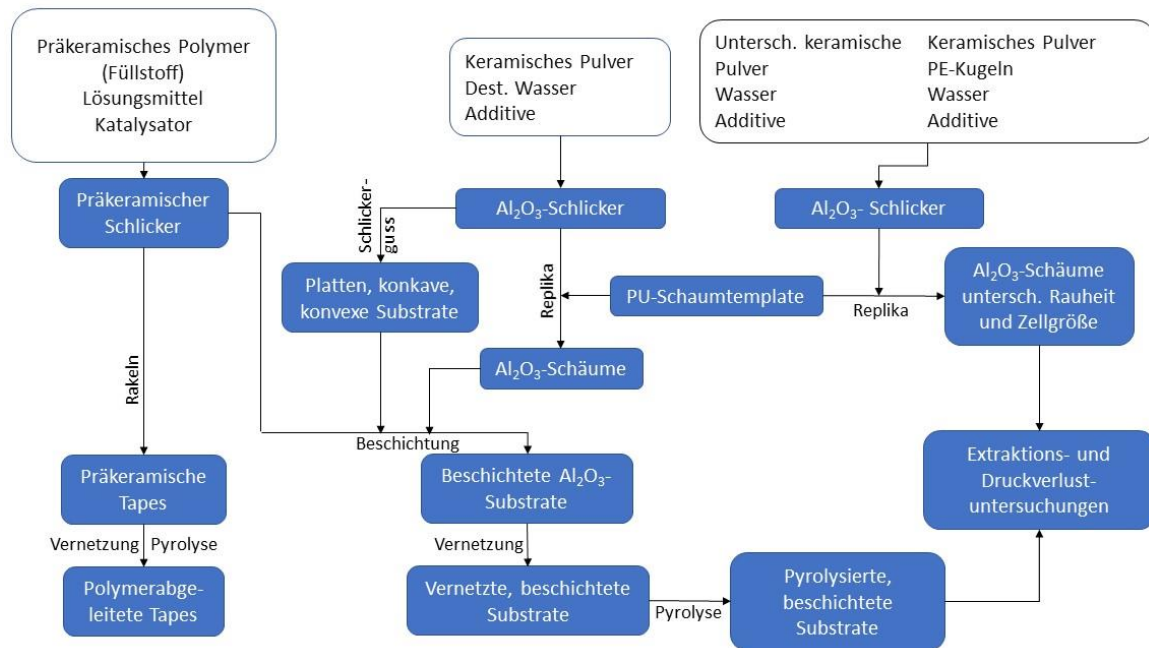 Präkeramisches Polymer
(Füllstoff)
Lösungsmittel
Katalysator
Keramisches Pulver
Dest. Wasser
Additive
Untersch. keramische
Pulver
Wasser
Additive
Keramisches Pulver
PE-Kugeln
Wasser
Additive
Präkeramischer
Schlicker
Schlicker-
guss
Al₂O₃-Schlicker
Al₂O₃- Schlicker
Platten, konkave,
konvexe Substrate
Replika
PU-Schaumtemplate
Replika
Al₂O₃-Schäume
untersch. Rauheit
und Zellgröße
Rakeln
Al₂O₃-Schäume
Beschichtung
Präkeramische
Tapes
Beschichtete Al₂O₃-
Substrate
Extraktions- und
Druckverlust-
untersuchungen
Vernetzung
Pyrolyse
Vernetzung
Polymerabge-
leitete Tapes
Vernetzte, beschichtete
Substrate
Pyrolyse
Pyrolysierte,
beschichtete
Substrate